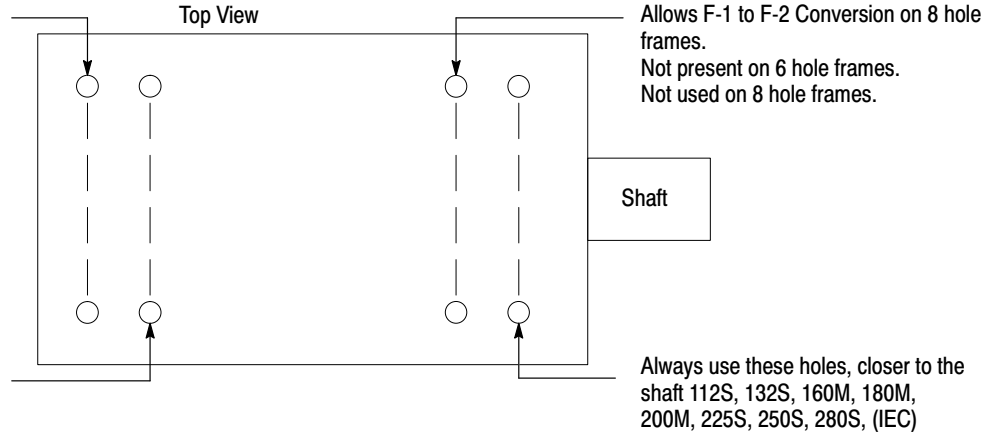 Top View
Allows F-1 to F-2 Conversion on 8 hole
frames.
Not present on 6 hole frames.
Not used on 8 hole frames.
Shaft
Always use these holes, closer to the
shaft 112S, 132S, 160M, 180M,
200M, 225S, 250S, 280S, (IEC)